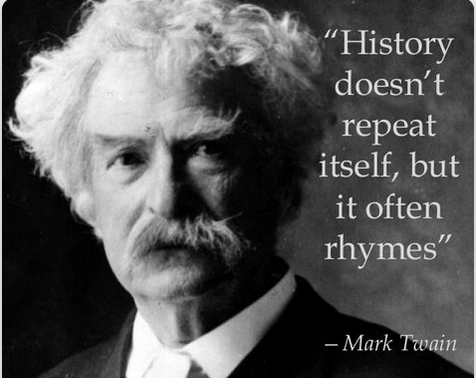 “History
doesn’t
repeat
itself, but
it often
rhymes”
– Mark Twain